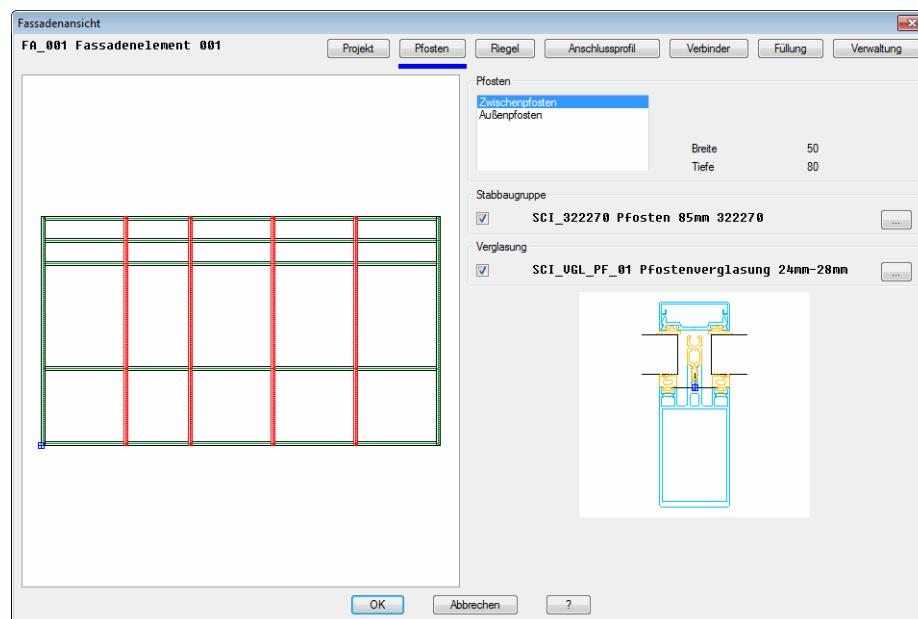 Fassadenansicht
FA_001 Fassadenelement 001
Projekt
Pfosten
Riegel
Anschlussprofil
Verbinder
Füllung
Verwaltung
Pfosten
Zwischenpfosten
Außenpfosten
Breite 50
Tiefe 80
Stabbaugruppe
SCI_322270 Pfosten 85mm 322270
...
Verglasung
SCI_VGL_PF_01 Pfostenverglasung 24mm-28mm
...
OK
Abbrechen
?